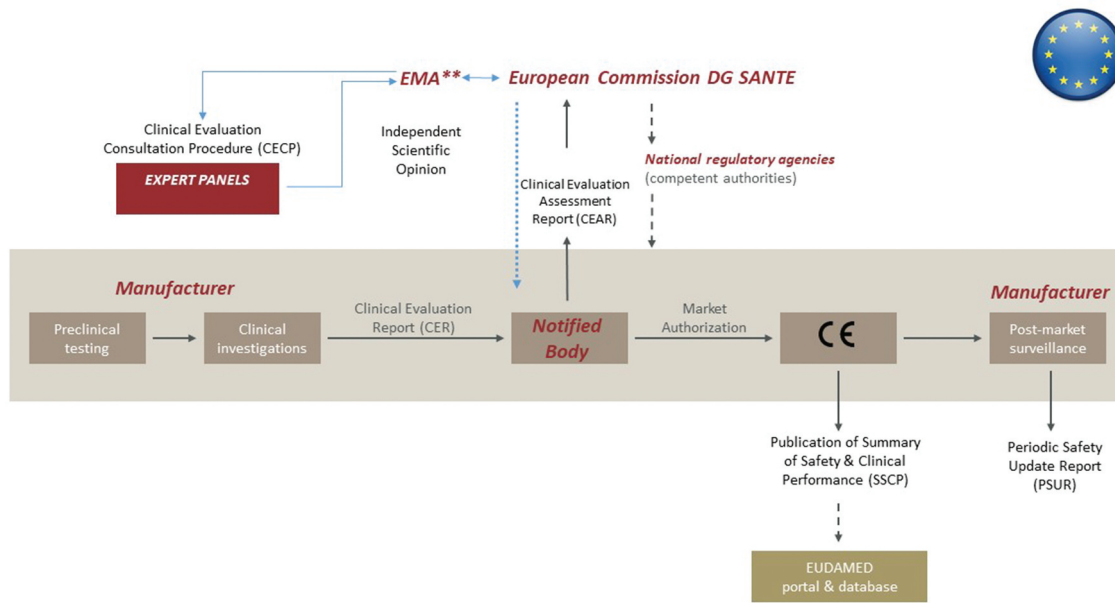 EMA**
European Commission DG SANTE
Clinical Evaluation
Consultation Procedure (CECP)
EXPERT PANELS
Independent
Scientific
Opinion
Clinical Evaluation
Assessment
Report (CEAR)
National regulatory agencies
(competent authorities)
Manufacturer
Preclinical
testing
Clinical
investigations
Clinical Evaluation
Report (CER)
Notified
Body
Market
Authorization
CE
Manufacturer
Post-market
surveillance
Publication of Summary
of Safety & Clinical
Performance (SSCP)
Periodic Safety
Update Report
(PSUR)
EUDAMED
portal & database